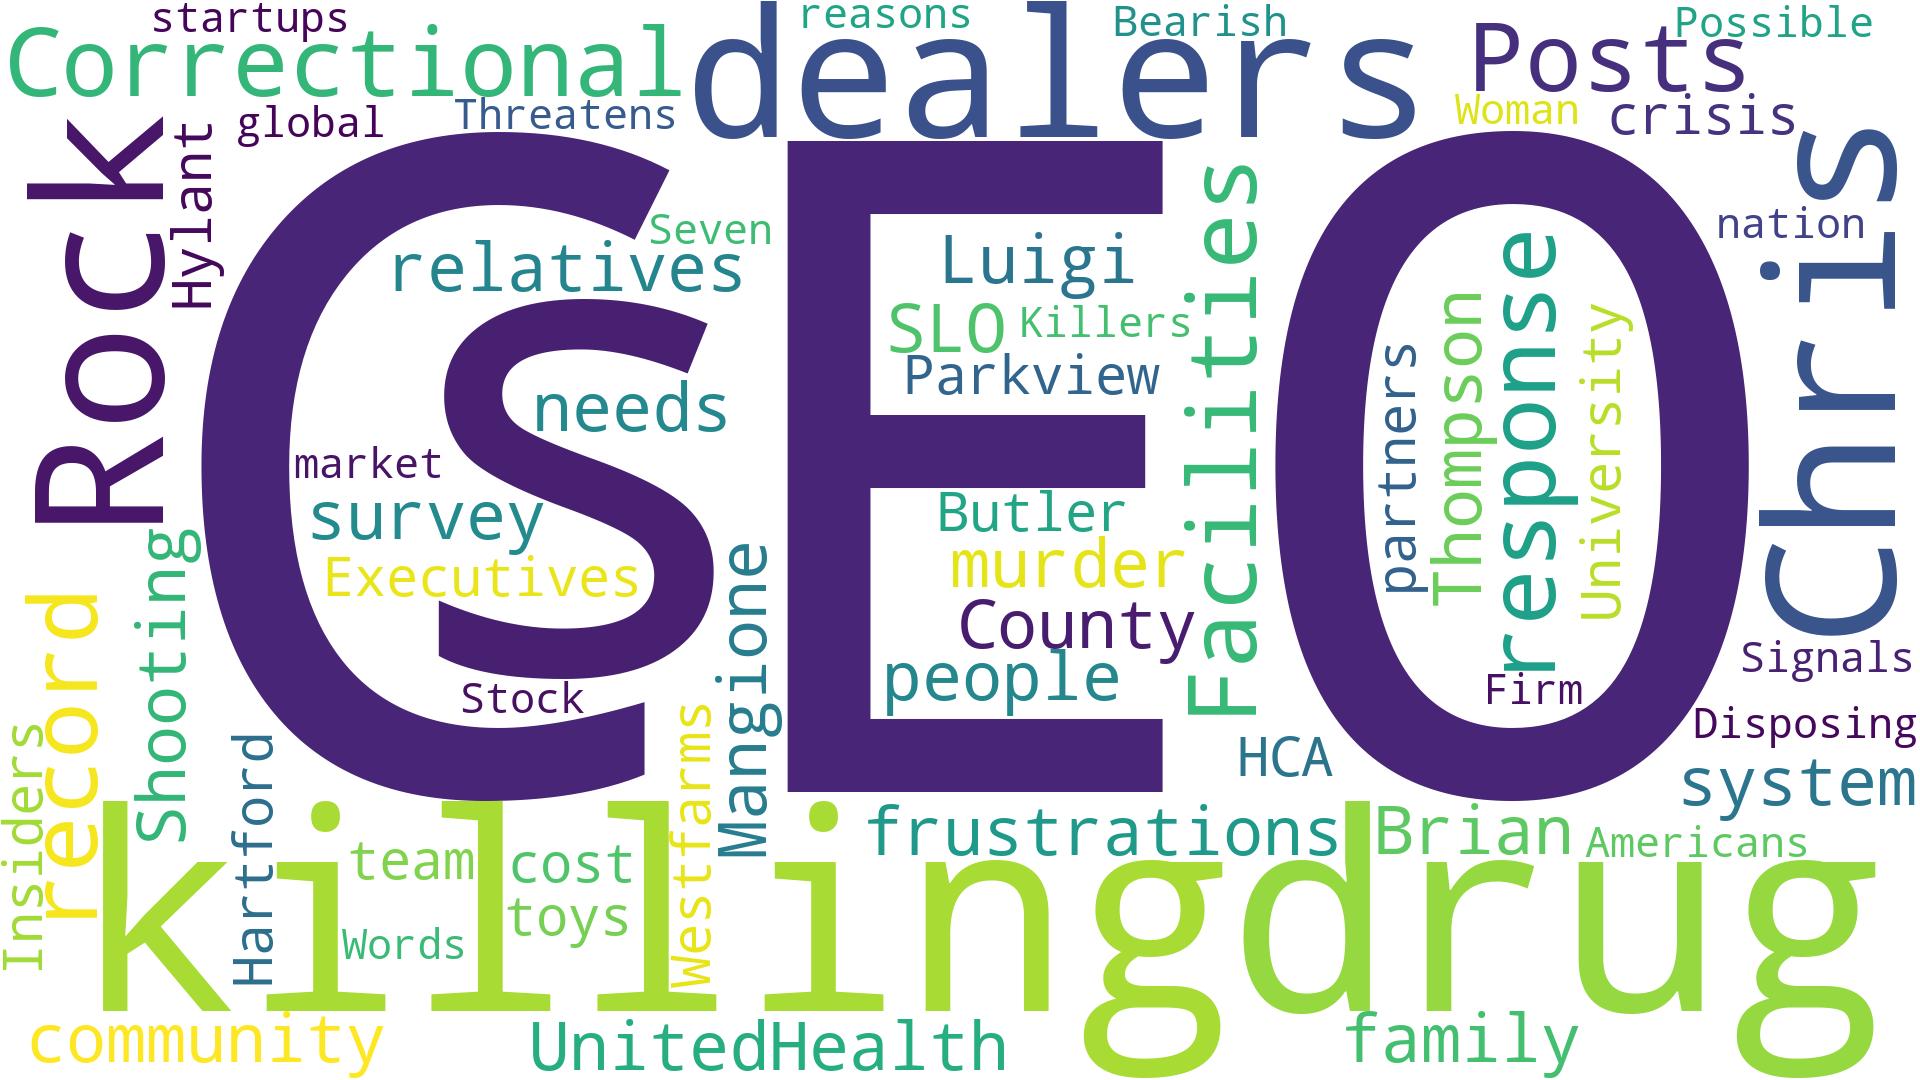 startups
reasons
Bearish
Possible
Correctional
dealers
Posts
global
Threatens
Woman
crisis
Rock
Hylant
CEO
s
Chris
Seven
relatives
Luigi
nation
SLO
Killers
Facilities
response
Parkview
partners
Thompson
University
needs
market
survey
Butler
Executives
murder
Mangione
County
people
Shooting
record
Stock
Firm
Signals
Disposing
Insiders
Hartford
Westfarms
HCA
system
killing
drug
frustrations
Brian
Americans
team
cost
toys
Words
community
UnitedHealth
family